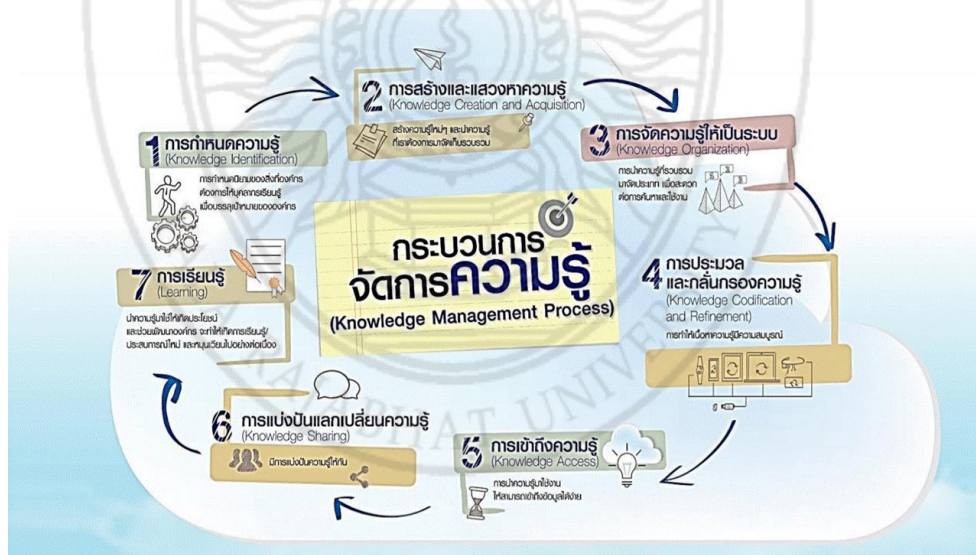 กระบวนการ
จัดการความรู้
(Knowledge Management Process)
1 การกำหนดความรู้
(Knowledge Identification)
การกำหนดนิยามของสิ่งที่องค์กร
ต้องการให้บุคลากรเรียนรู้
เพื่อบรรลุเป้าหมายขององค์กร
2 การสร้างและแสวงหาความรู้
(Knowledge Creation and Acquisition)
สร้างความรู้ใหม่ๆ และนำความรู้
ที่เราต้องการมาจัดเก็บรวบรวม
3 การจัดความรู้ให้เป็นระบบ
(Knowledge Organization)
การนำความรู้ที่รวบรวม
มาจัดประเภท เพื่อสะดวก
ต่อการค้นหาและใช้งาน
4 การประมวล
และกลั่นกรองความรู้
(Knowledge Codification
and Refinement)
การทำให้เนื้อหาความรู้มีความสมบูรณ์
5 การเข้าถึงความรู้
(Knowledge Access)
การนำความรู้มาใช้งาน
ให้สามารถเข้าถึงข้อมูลได้ง่าย
6 การแบ่งปันแลกเปลี่ยนความรู้
(Knowledge Sharing)
มีการแบ่งปันความรู้ให้กัน
7 การเรียนรู้
(Learning)
นำความรู้มาใช้ให้เกิดประโยชน์
และช่วยพัฒนาองค์กร จะทำให้เกิดการเรียนรู้/
ประสบการณ์ใหม่ และหมุนเวียนไปอย่างต่อเนื่อง
UNIVERSITY